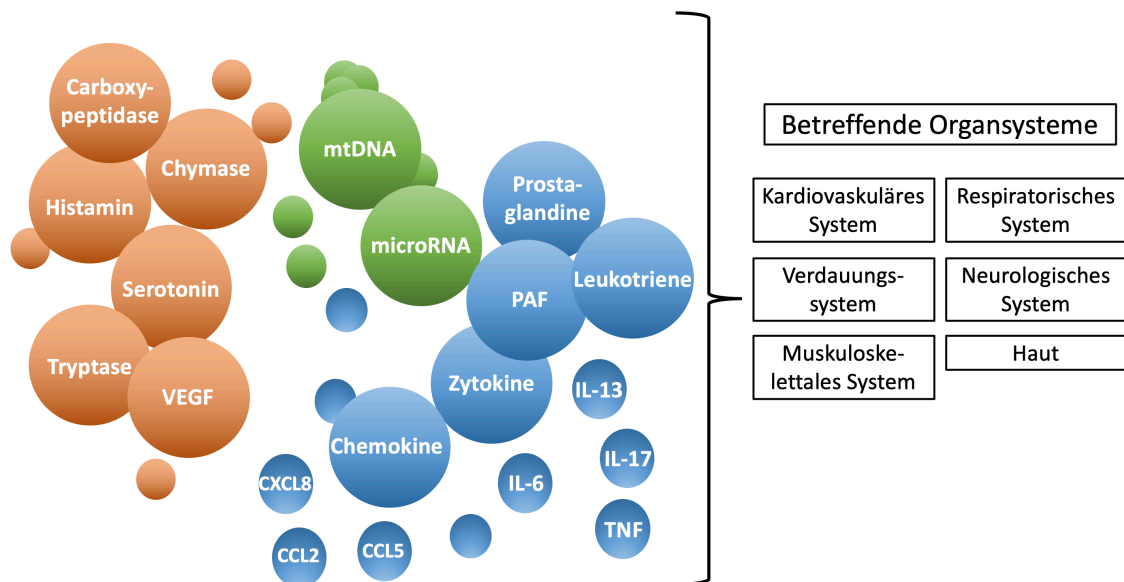 Carboxy-
peptidase
Chymase
Histamin
Serotonin
Tryptase
VEGF
mtDNA
microRNA
Prosta-
glandine
Leukotriene
PAF
Zytokine
Chemokine
IL-13
IL-17
IL-6
TNF
CXCL8
CCL2
CCL5
Betreffende Organsysteme
Kardiovaskuläres
System
Respiratorisches
System
Verdauungs-
system
Neurologisches
System
Muskuloske-
lettales System
Haut